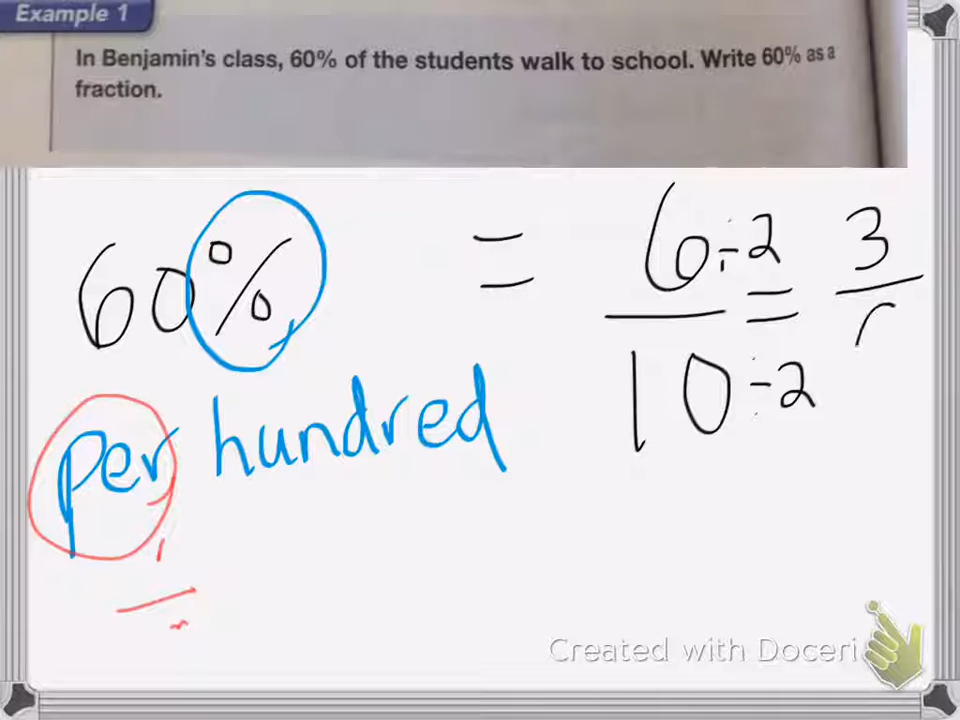 Example 1
In Benjamin's class, 60% of the students walk to school. Write 60% as a
fraction.
60% = 6÷2/10÷2 = 3/
per hundred
÷
Created with Doceri